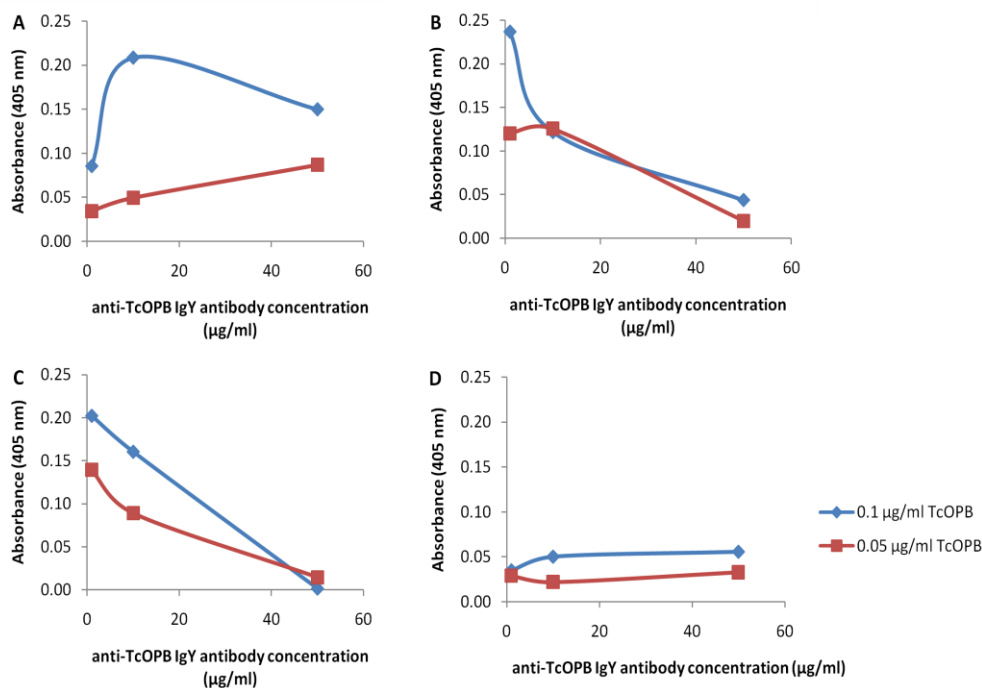 A
0.25
0.20
0.15
0.10
0.05
0.00
Absorbance (405 nm)
0 20 40 60
anti-TcOPB IgY antibody concentration
(µg/ml)
B
0.25
0.20
0.15
0.10
0.05
0.00
Absorbance (405 nm)
0 20 40 60
anti-TcOPB IgY antibody concentration
(µg/ml)
C
0.25
0.20
0.15
0.10
0.05
0.00
Absorbance (405 nm)
0 20 40 60
anti-TcOPB IgY antibody concentration
(µg/ml)
D
0.25
0.20
0.15
0.10
0.05
0.00
Absorbance (405 nm)
0 20 40 60
anti-TcOPB IgY antibody concentration (µg/ml)
0.1 µg/ml TcOPB
0.05 µg/ml TcOPB